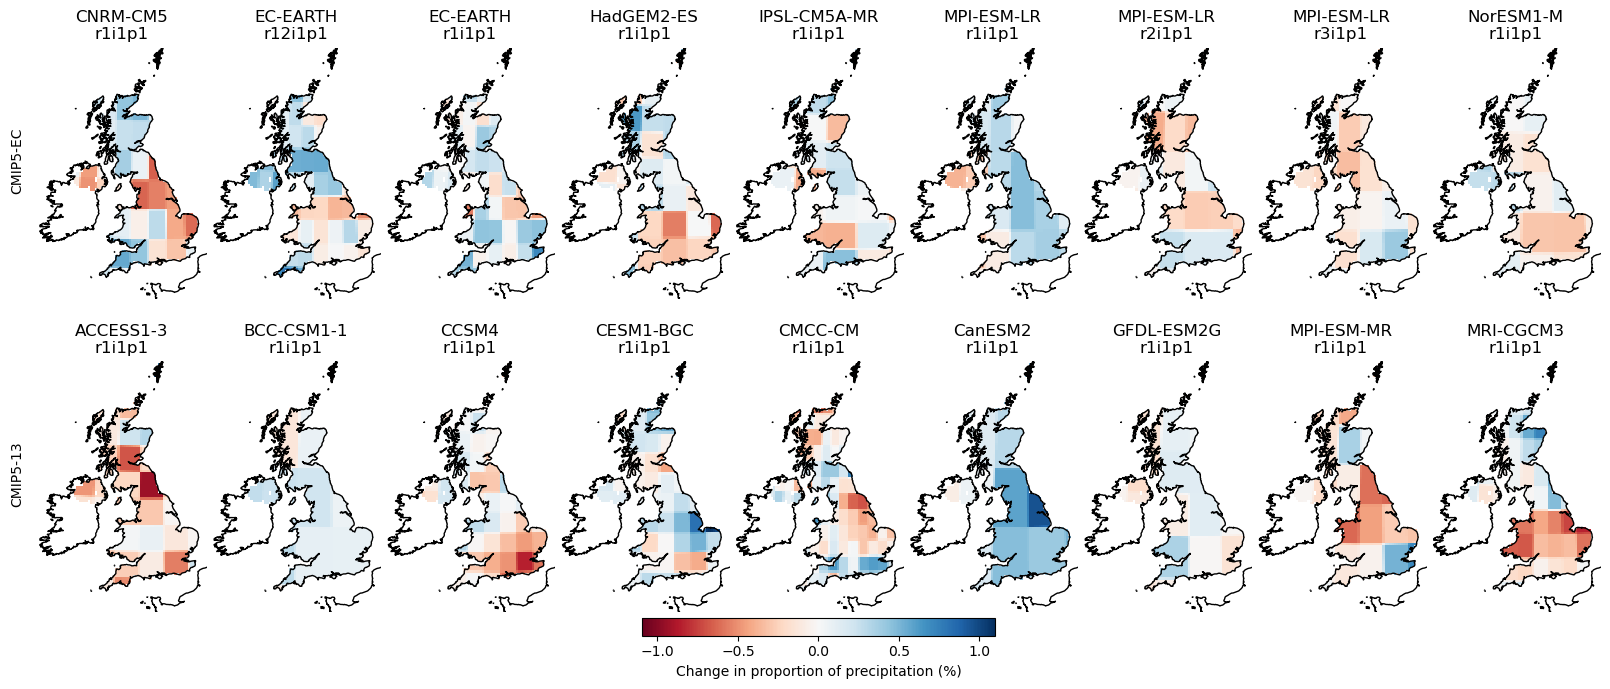 CNRM-CM5 EC-EARTH EC-EARTH HadGEM2-ES IPSL-CM5A-MR MPI-ESM-LR MPI-ESM-LR MPI-ESM-LR NorESM1-M
r1i1p1 r12i1p1 r1i1p1 r1i1p1 r1i1p1 r1i1p1 r2i1p1 r3i1p1 r1i1p1
CMIP5-EC
ACCESS1-3 BCC-CSM1-1 CCSM4 CESM1-BGC CMCC-CM CanESM2 GFDL-ESM2G MPI-ESM-MR MRI-CGCM3
r1i1p1 r1i1p1 r1i1p1 r1i1p1 r1i1p1 r1i1p1 r1i1p1 r1i1p1 r1i1p1
CMIP5-13
−1.0 −0.5 0.0 0.5 1.0
Change in proportion of precipitation (%)